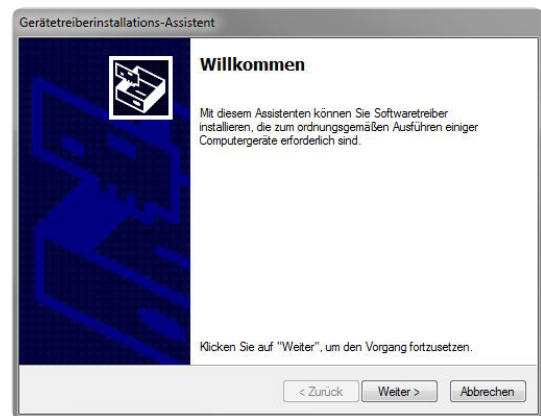 Gerätetreiberinstallations-Assistent
Willkommen
Mit diesem Assistenten können Sie Softwaretreiber
installieren, die zum ordnungsgemäßen Ausführen einiger
Computergeräte erforderlich sind.
Klicken Sie auf "Weiter", um den Vorgang fortzusetzen.
< Zurück Weiter > Abbrechen